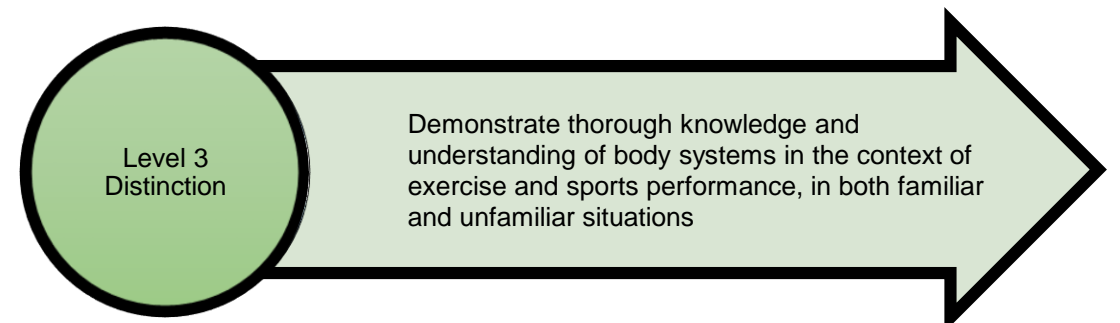 Level 3
Distinction
Demonstrate thorough knowledge and
understanding of body systems in the context of
exercise and sports performance, in both familiar
and unfamiliar situations